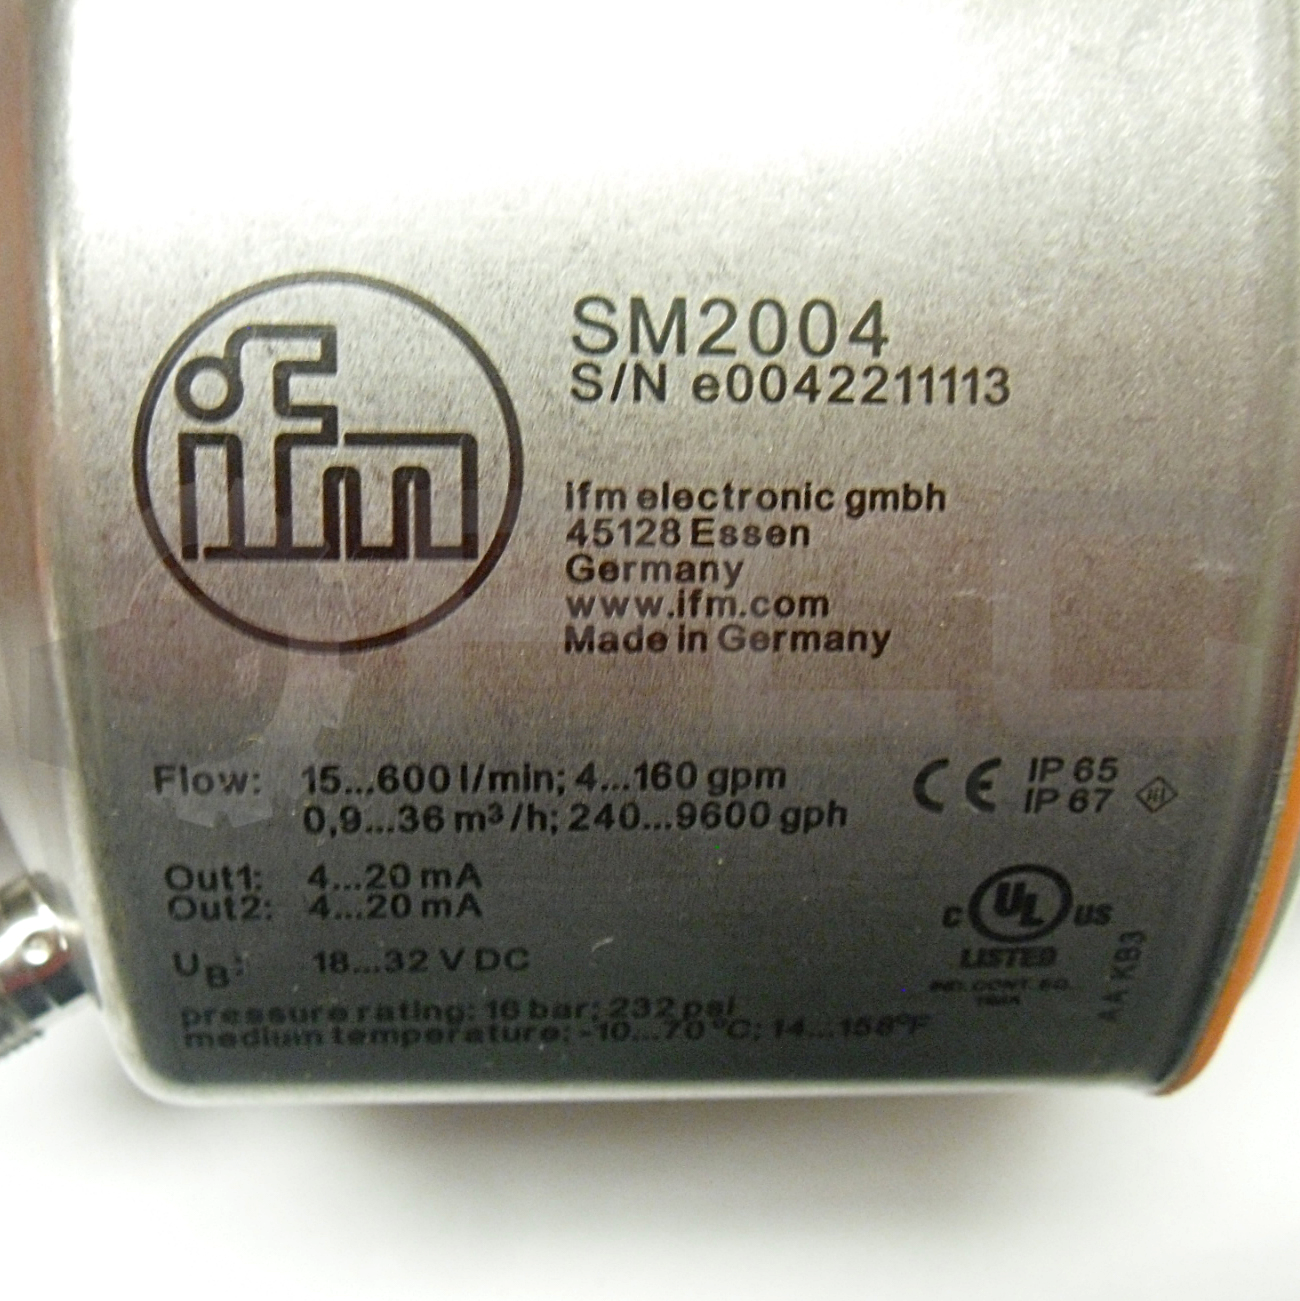 ifm
SM2004
S/N e0042211113
ifm electronic gmbh
45128 Essen
Germany
www.ifm.com
Made in Germany
Flow: 15...600 l/min; 4...160 gpm
0,9...36 m³/h; 240...9600 gph
CE IP 65
IP 67
Out1: 4...20 mA
Out2: 4...20 mA
UB: 18...32 V DC
pressure rating: 16 bar; 232 psi
medium temperature: -10...70 °C; 14...158°F
C UL US
LISTED
IND. CONT. EQ.
AA KB3